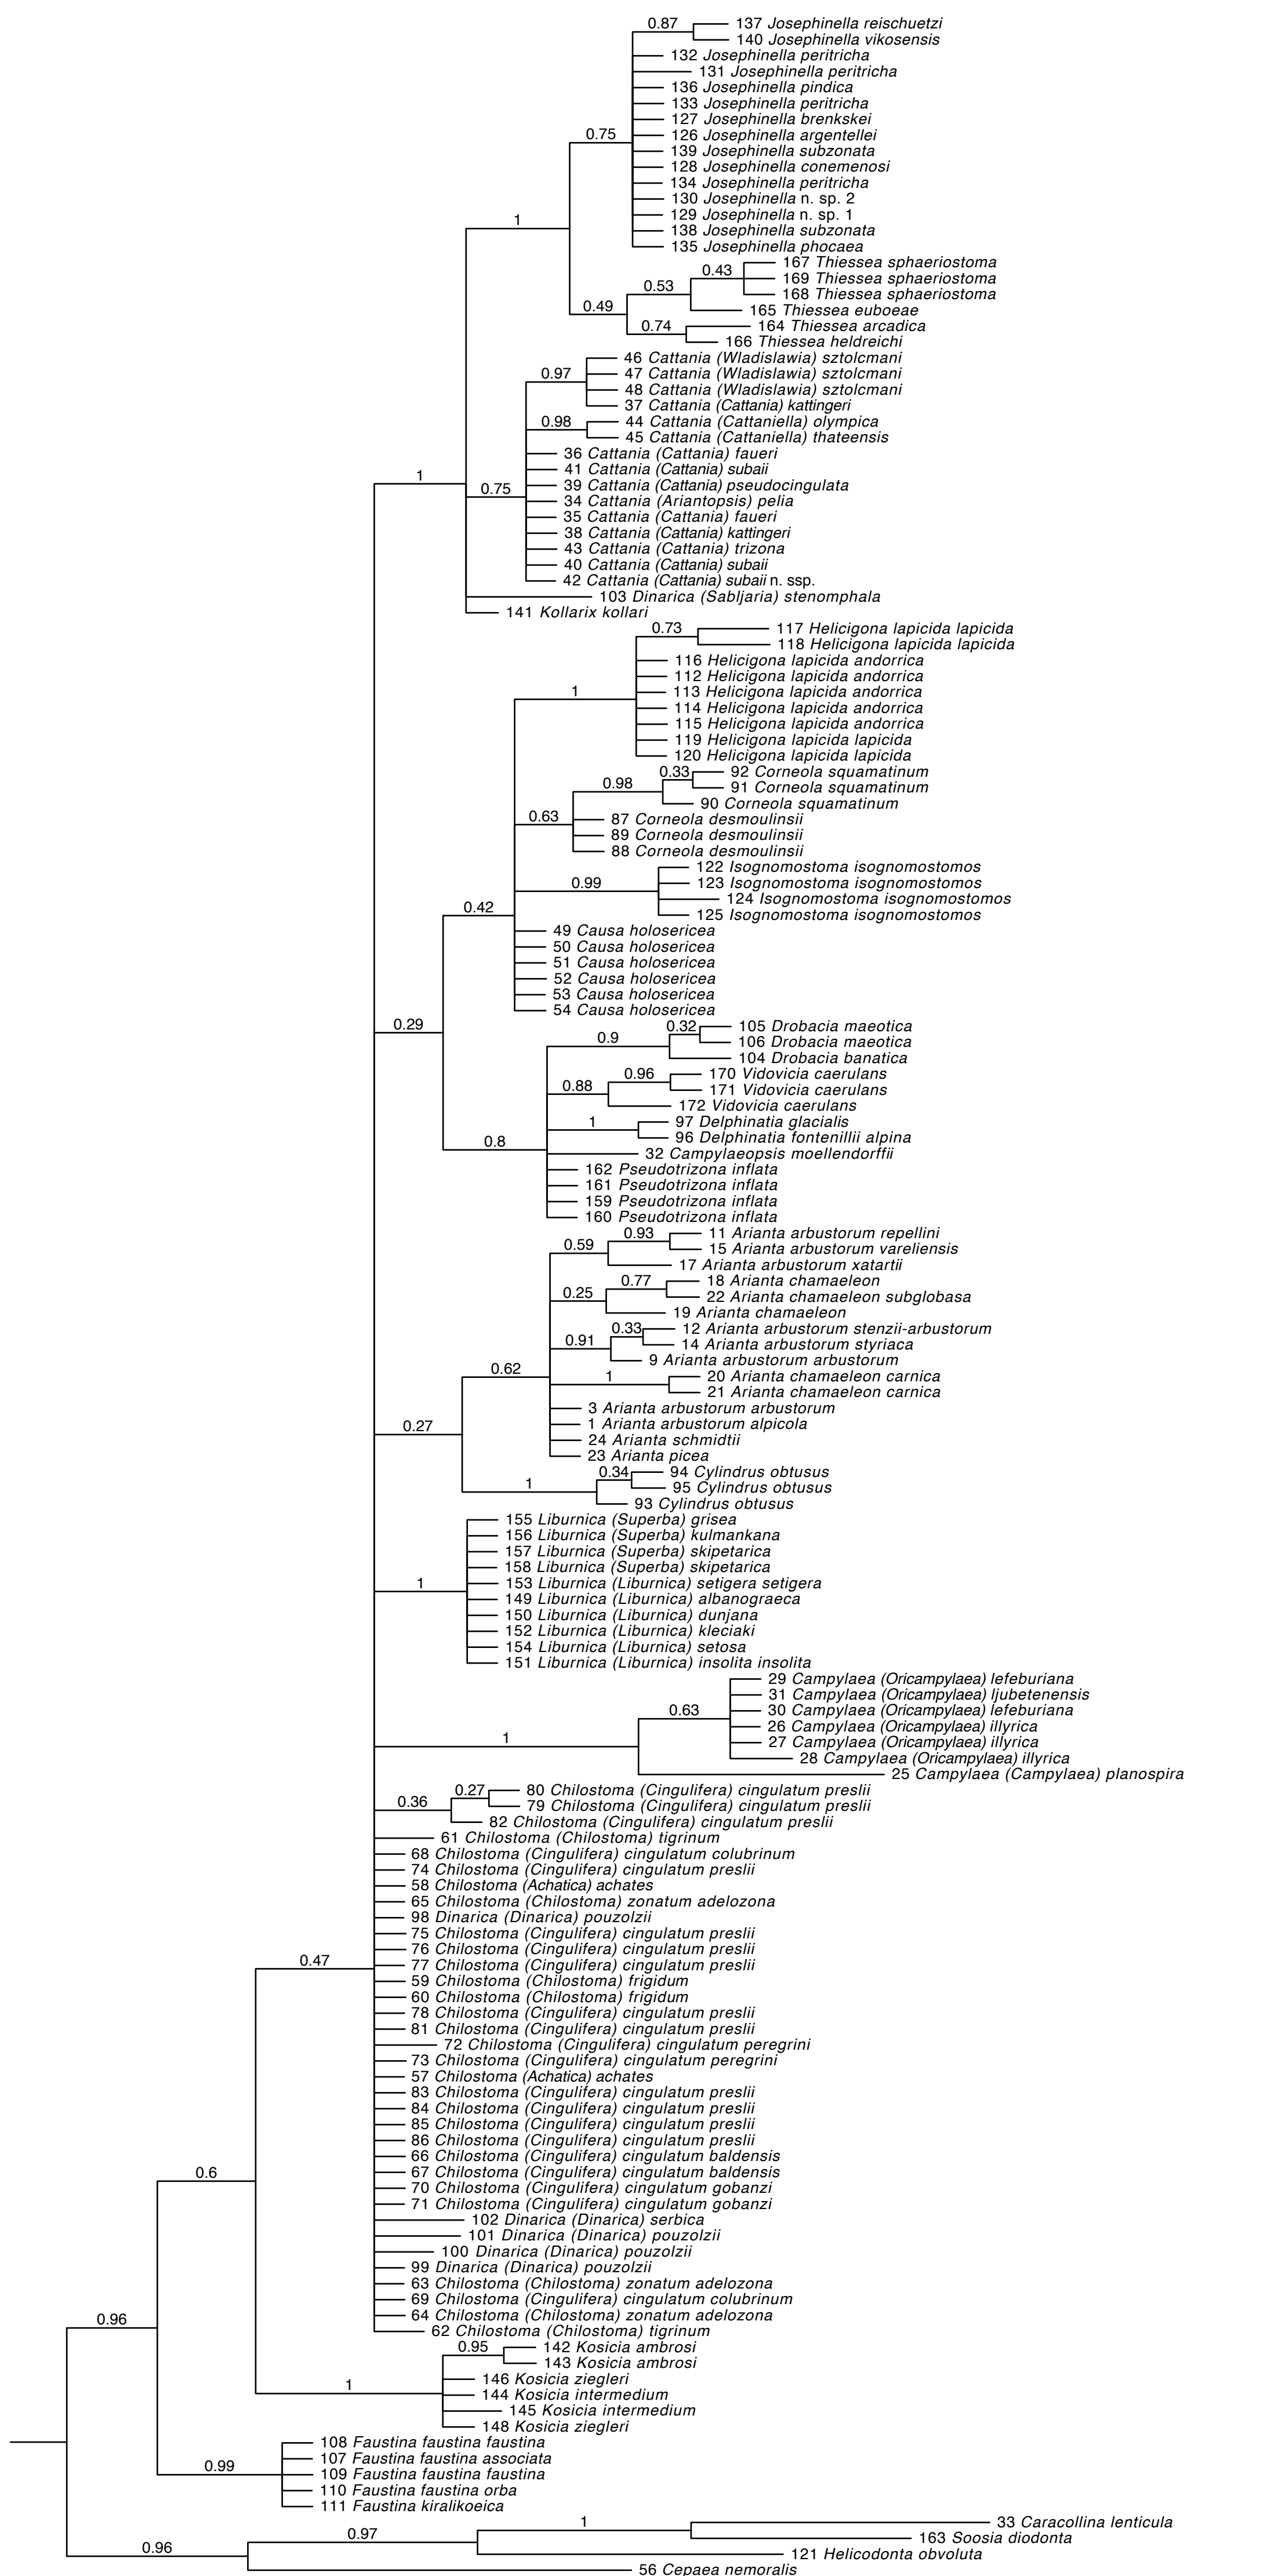 0.87
137 Josephinella reischuetzi
140 Josephinella vikosensis
132 Josephinella peritricha
131 Josephinella peritricha
136 Josephinella pindica
133 Josephinella peritricha
127 Josephinella brenkskei
0.75
126 Josephinella argentellei
139 Josephinella subzonata
128 Josephinella conemenosi
134 Josephinella peritricha
130 Josephinella n. sp. 2
129 Josephinella n. sp. 1
1
138 Josephinella subzonata
135 Josephinella phocaea
167 Thiessea sphaeriostoma
0.43
169 Thiessea sphaeriostoma
0.53
168 Thiessea sphaeriostoma
0.49
165 Thiessea euboeae
0.74
164 Thiessea arcadica
166 Thiessea heldreichi
46 Cattania (Wladislawia) sztolcmani
0.97
47 Cattania (Wladislawia) sztolcmani
48 Cattania (Wladislawia) sztolcmani
37 Cattania (Cattania) kattingeri
0.98
44 Cattania (Cattaniella) olympica
45 Cattania (Cattaniella) thateensis
36 Cattania (Cattania) faueri
1
41 Cattania (Cattania) subaii
0.75
39 Cattania (Cattania) pseudocingulata
34 Cattania (Ariantopsis) pelia
35 Cattania (Cattania) faueri
38 Cattania (Cattania) kattingeri
43 Cattania (Cattania) trizona
40 Cattania (Cattania) subaii
42 Cattania (Cattania) subaii n. ssp.
103 Dinarica (Sabljaria) stenomphala
141 Kollarix kollari
0.73
117 Helicigona lapicida lapicida
118 Helicigona lapicida lapicida
116 Helicigona lapicida andorrica
112 Helicigona lapicida andorrica
1
113 Helicigona lapicida andorrica
114 Helicigona lapicida andorrica
115 Helicigona lapicida andorrica
119 Helicigona lapicida lapicida
120 Helicigona lapicida lapicida
0.33
92 Corneola squamatinum
0.98
91 Corneola squamatinum
90 Corneola squamatinum
0.63
87 Corneola desmoulinsii
89 Corneola desmoulinsii
88 Corneola desmoulinsii
122 Isognomostoma isognomostomos
0.99
123 Isognomostoma isognomostomos
124 Isognomostoma isognomostomos
0.42
125 Isognomostoma isognomostomos
49 Causa holosericea
50 Causa holosericea
51 Causa holosericea
52 Causa holosericea
53 Causa holosericea
54 Causa holosericea
0.29
0.32
105 Drobacia maeotica
0.9
106 Drobacia maeotica
104 Drobacia banatica
0.96
170 Vidovicia caerulans
0.88
171 Vidovicia caerulans
172 Vidovicia caerulans
1
97 Delphinatia glacialis
0.8
96 Delphinatia fontenillii alpina
32 Campylaeopsis moellendorffii
162 Pseudotrizona inflata
161 Pseudotrizona inflata
159 Pseudotrizona inflata
160 Pseudotrizona inflata
0.93
11 Arianta arbustorum repellini
0.59
15 Arianta arbustorum vareliensis
17 Arianta arbustorum xatartii
0.77
18 Arianta chamaeleon
0.25
22 Arianta chamaeleon subglobasa
19 Arianta chamaeleon
0.33
12 Arianta arbustorum stenzii-arbustorum
0.91
14 Arianta arbustorum styriaca
9 Arianta arbustorum arbustorum
0.62
1
20 Arianta chamaeleon carnica
21 Arianta chamaeleon carnica
3 Arianta arbustorum arbustorum
0.27
1 Arianta arbustorum alpicola
24 Arianta schmidtii
23 Arianta picea
0.34
94 Cylindrus obtusus
1
95 Cylindrus obtusus
93 Cylindrus obtusus
155 Liburnica (Superba) grisea
156 Liburnica (Superba) kulmankana
157 Liburnica (Superba) skipetarica
158 Liburnica (Superba) skipetarica
1
153 Liburnica (Liburnica) setigera setigera
149 Liburnica (Liburnica) albanograeca
150 Liburnica (Liburnica) dunjana
152 Liburnica (Liburnica) kleciaki
154 Liburnica (Liburnica) setosa
151 Liburnica (Liburnica) insolita insolita
29 Campylaea (Oricampylaea) lefeburiana
31 Campylaea (Oricampylaea) ljubetenensis
0.63
30 Campylaea (Oricampylaea) lefeburiana
26 Campylaea (Oricampylaea) illyrica
1
27 Campylaea (Oricampylaea) illyrica
28 Campylaea (Oricampylaea) illyrica
25 Campylaea (Campylaea) planospira
0.27
80 Chilostoma (Cingulifera) cingulatum preslii
0.36
79 Chilostoma (Cingulifera) cingulatum preslii
82 Chilostoma (Cingulifera) cingulatum preslii
61 Chilostoma (Chilostoma) tigrinum
68 Chilostoma (Cingulifera) cingulatum colubrinum
74 Chilostoma (Cingulifera) cingulatum preslii
58 Chilostoma (Achatica) achates
65 Chilostoma (Chilostoma) zonatum adelozona
98 Dinarica (Dinarica) pouzolzii
75 Chilostoma (Cingulifera) cingulatum preslii
76 Chilostoma (Cingulifera) cingulatum preslii
0.47
77 Chilostoma (Cingulifera) cingulatum preslii
59 Chilostoma (Chilostoma) frigidum
60 Chilostoma (Chilostoma) frigidum
78 Chilostoma (Cingulifera) cingulatum preslii
81 Chilostoma (Cingulifera) cingulatum preslii
72 Chilostoma (Cingulifera) cingulatum peregrini
73 Chilostoma (Cingulifera) cingulatum peregrini
57 Chilostoma (Achatica) achates
83 Chilostoma (Cingulifera) cingulatum preslii
84 Chilostoma (Cingulifera) cingulatum preslii
85 Chilostoma (Cingulifera) cingulatum preslii
86 Chilostoma (Cingulifera) cingulatum preslii
66 Chilostoma (Cingulifera) cingulatum baldensis
0.6
67 Chilostoma (Cingulifera) cingulatum baldensis
70 Chilostoma (Cingulifera) cingulatum gobanzi
71 Chilostoma (Cingulifera) cingulatum gobanzi
102 Dinarica (Dinarica) serbica
101 Dinarica (Dinarica) pouzolzii
100 Dinarica (Dinarica) pouzolzii
99 Dinarica (Dinarica) pouzolzii
63 Chilostoma (Chilostoma) zonatum adelozona
69 Chilostoma (Cingulifera) cingulatum colubrinum
0.96
64 Chilostoma (Chilostoma) zonatum adelozona
62 Chilostoma (Chilostoma) tigrinum
0.95
142 Kosicia ambrosi
143 Kosicia ambrosi
1
146 Kosicia ziegleri
144 Kosicia intermedium
145 Kosicia intermedium
148 Kosicia ziegleri
108 Faustina faustina faustina
107 Faustina faustina associata
0.99
109 Faustina faustina faustina
110 Faustina faustina orba
111 Faustina kiralikoeica
1
33 Caracollina lenticula
0.97
163 Soosia diodonta
0.96
121 Helicodonta obvoluta
56 Cepaea nemoralis